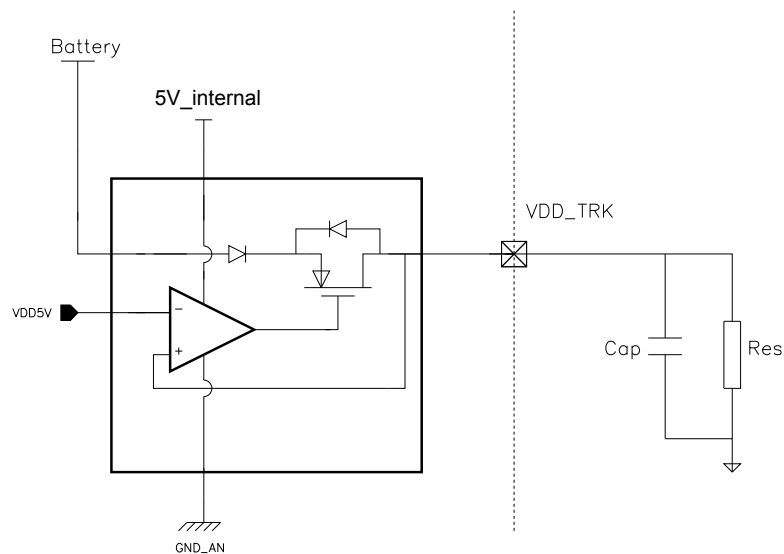 Battery
5V_internal
VDD_TRK
VDD5V
−
+
Cap
Res
GND_AN